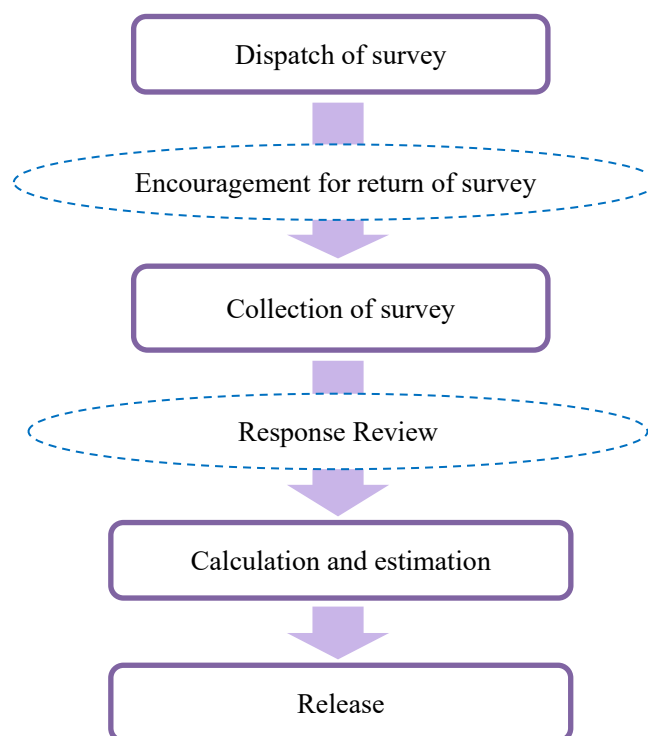 Dispatch of survey
Encouragement for return of survey
Collection of survey
Response Review
Calculation and estimation
Release